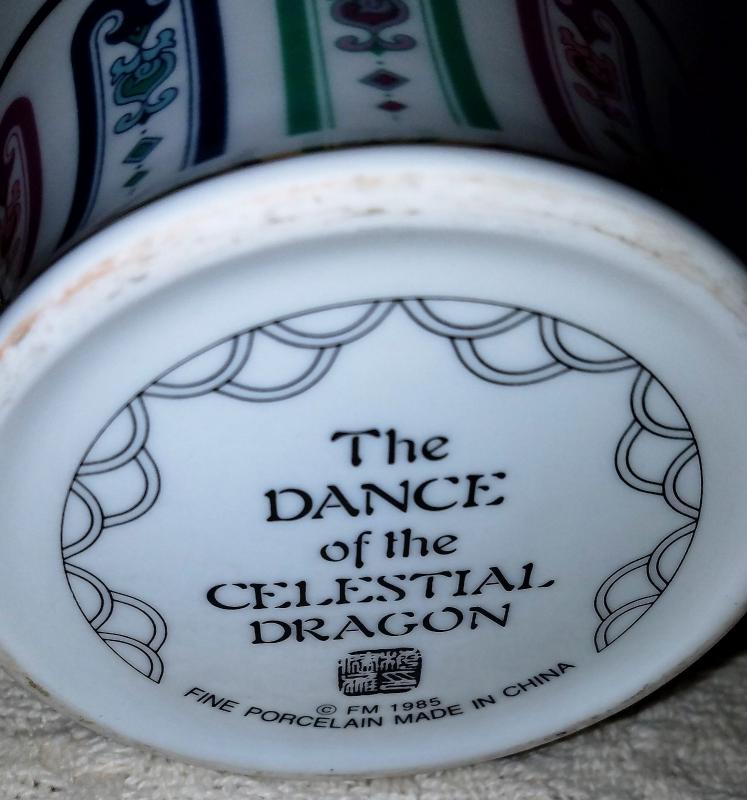 The
DANCE
of the
CELESTIAL
DRAGON
© FM 1985
FINE PORCELAIN MADE IN CHINA